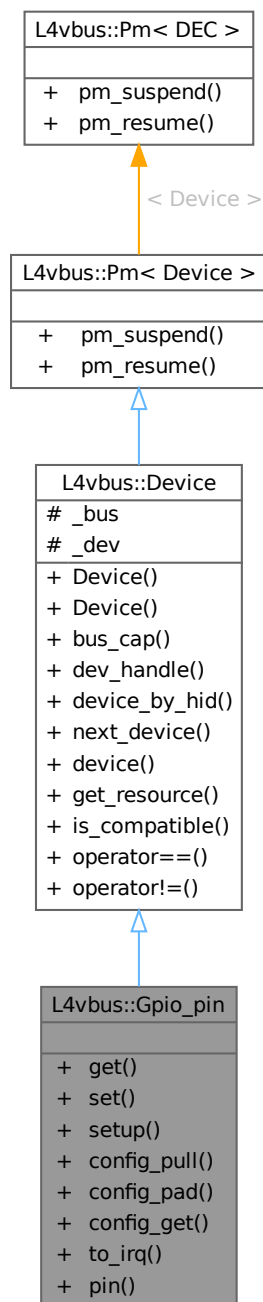 L4vbus::Pm< DEC >
+ pm_suspend()
+ pm_resume()
< Device >
L4vbus::Pm< Device >
+ pm_suspend()
+ pm_resume()
L4vbus::Device
# _bus
# _dev
+ Device()
+ Device()
+ bus_cap()
+ dev_handle()
+ device_by_hid()
+ next_device()
+ device()
+ get_resource()
+ is_compatible()
+ operator==()
+ operator!=()
L4vbus::Gpio_pin
+ get()
+ set()
+ setup()
+ config_pull()
+ config_pad()
+ config_get()
+ to_irq()
+ pin()